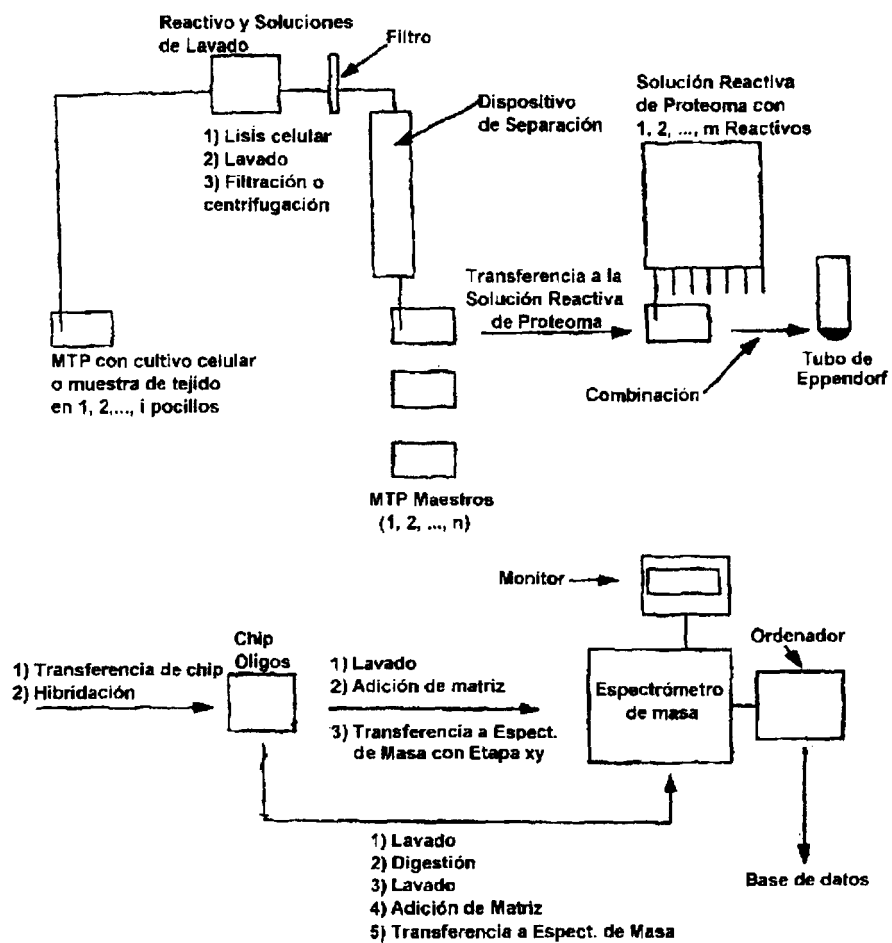 Reactivo y Soluciones
de Lavado
Filtro
1) Lisis celular
2) Lavado
3) Filtración o
centrifugación
Dispositivo
de Separación
Solución Reactiva
de Proteoma con
1, 2, ..., m Reactivos
MTP con cultivo celular
o muestra de tejido
en 1, 2,..., i pocillos
Transferencia a la
Solución Reactiva
de Proteoma
Combinación
Tubo de
Eppendorf
MTP Maestros
(1, 2, ..., n)
Monitor
1) Transferencia de chip
2) Hibridación
Chip
Oligos
1) Lavado
2) Adición de matriz
3) Transferencia a Espect.
de Masa con Etapa xy
Espectrómetro
de masa
Ordenador
1) Lavado
2) Digestión
3) Lavado
4) Adición de Matriz
5) Transferencia a Espect. de Masa
Base de datos